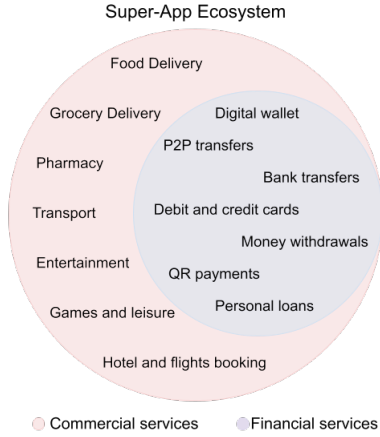 Super-App Ecosystem
Food Delivery
Grocery Delivery
Digital wallet
P2P transfers
Pharmacy
Bank transfers
Transport
Debit and credit cards
Money withdrawals
Entertainment
QR payments
Games and leisure
Personal loans
Hotel and flights booking
Commercial services
Financial services